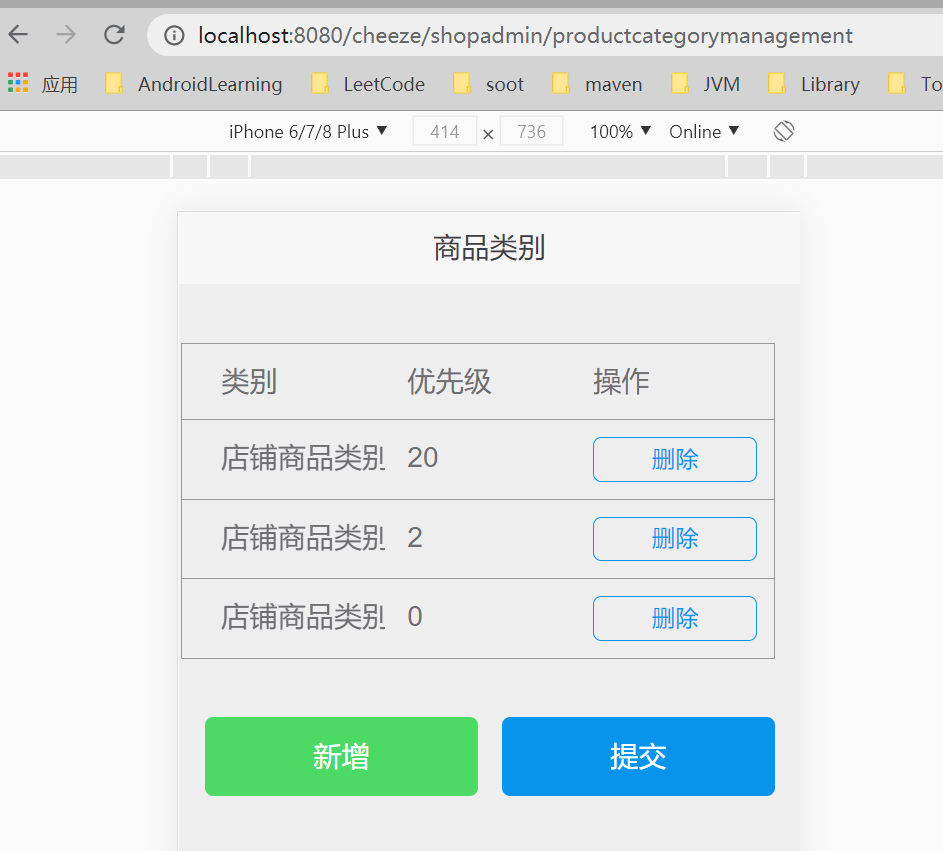 localhost:8080/cheeze/shopadmin/productcategorymanagement
应用 AndroidLearning LeetCode soot maven JVM Library To
iPhone 6/7/8 Plus ▼ 414 × 736 100% ▼ Online ▼
商品类别
类别 优先级 操作
店铺商品类别 20 删除
店铺商品类别 2 删除
店铺商品类别 0 删除
新增 提交